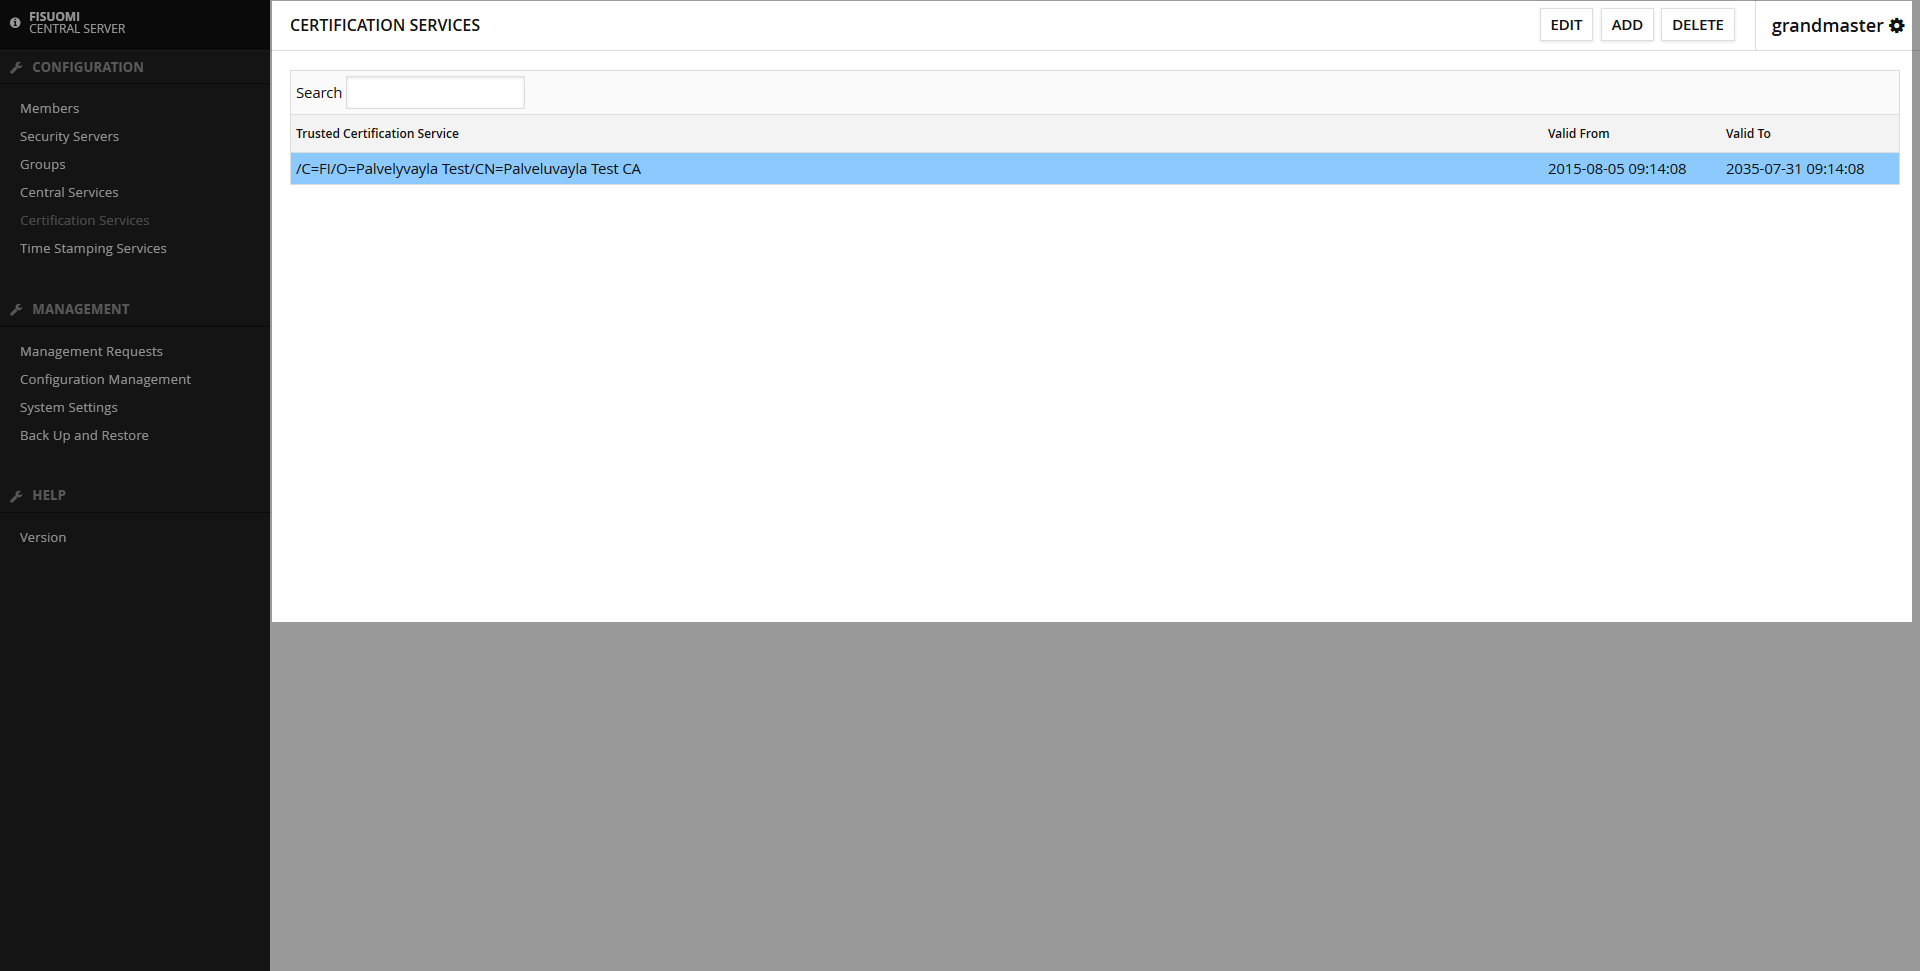 FISUOMI
CENTRAL SERVER
CONFIGURATION
Members
Security Servers
Groups
Central Services
Certification Services
Time Stamping Services
MANAGEMENT
Management Requests
Configuration Management
System Settings
Back Up and Restore
HELP
Version
CERTIFICATION SERVICES
EDIT ADD DELETE grandmaster
Search
Trusted Certification Service Valid From Valid To
/C=FI/O=Palvelyvayla Test/CN=Palveluvayla Test CA 2015-08-05 09:14:08 2035-07-31 09:14:08